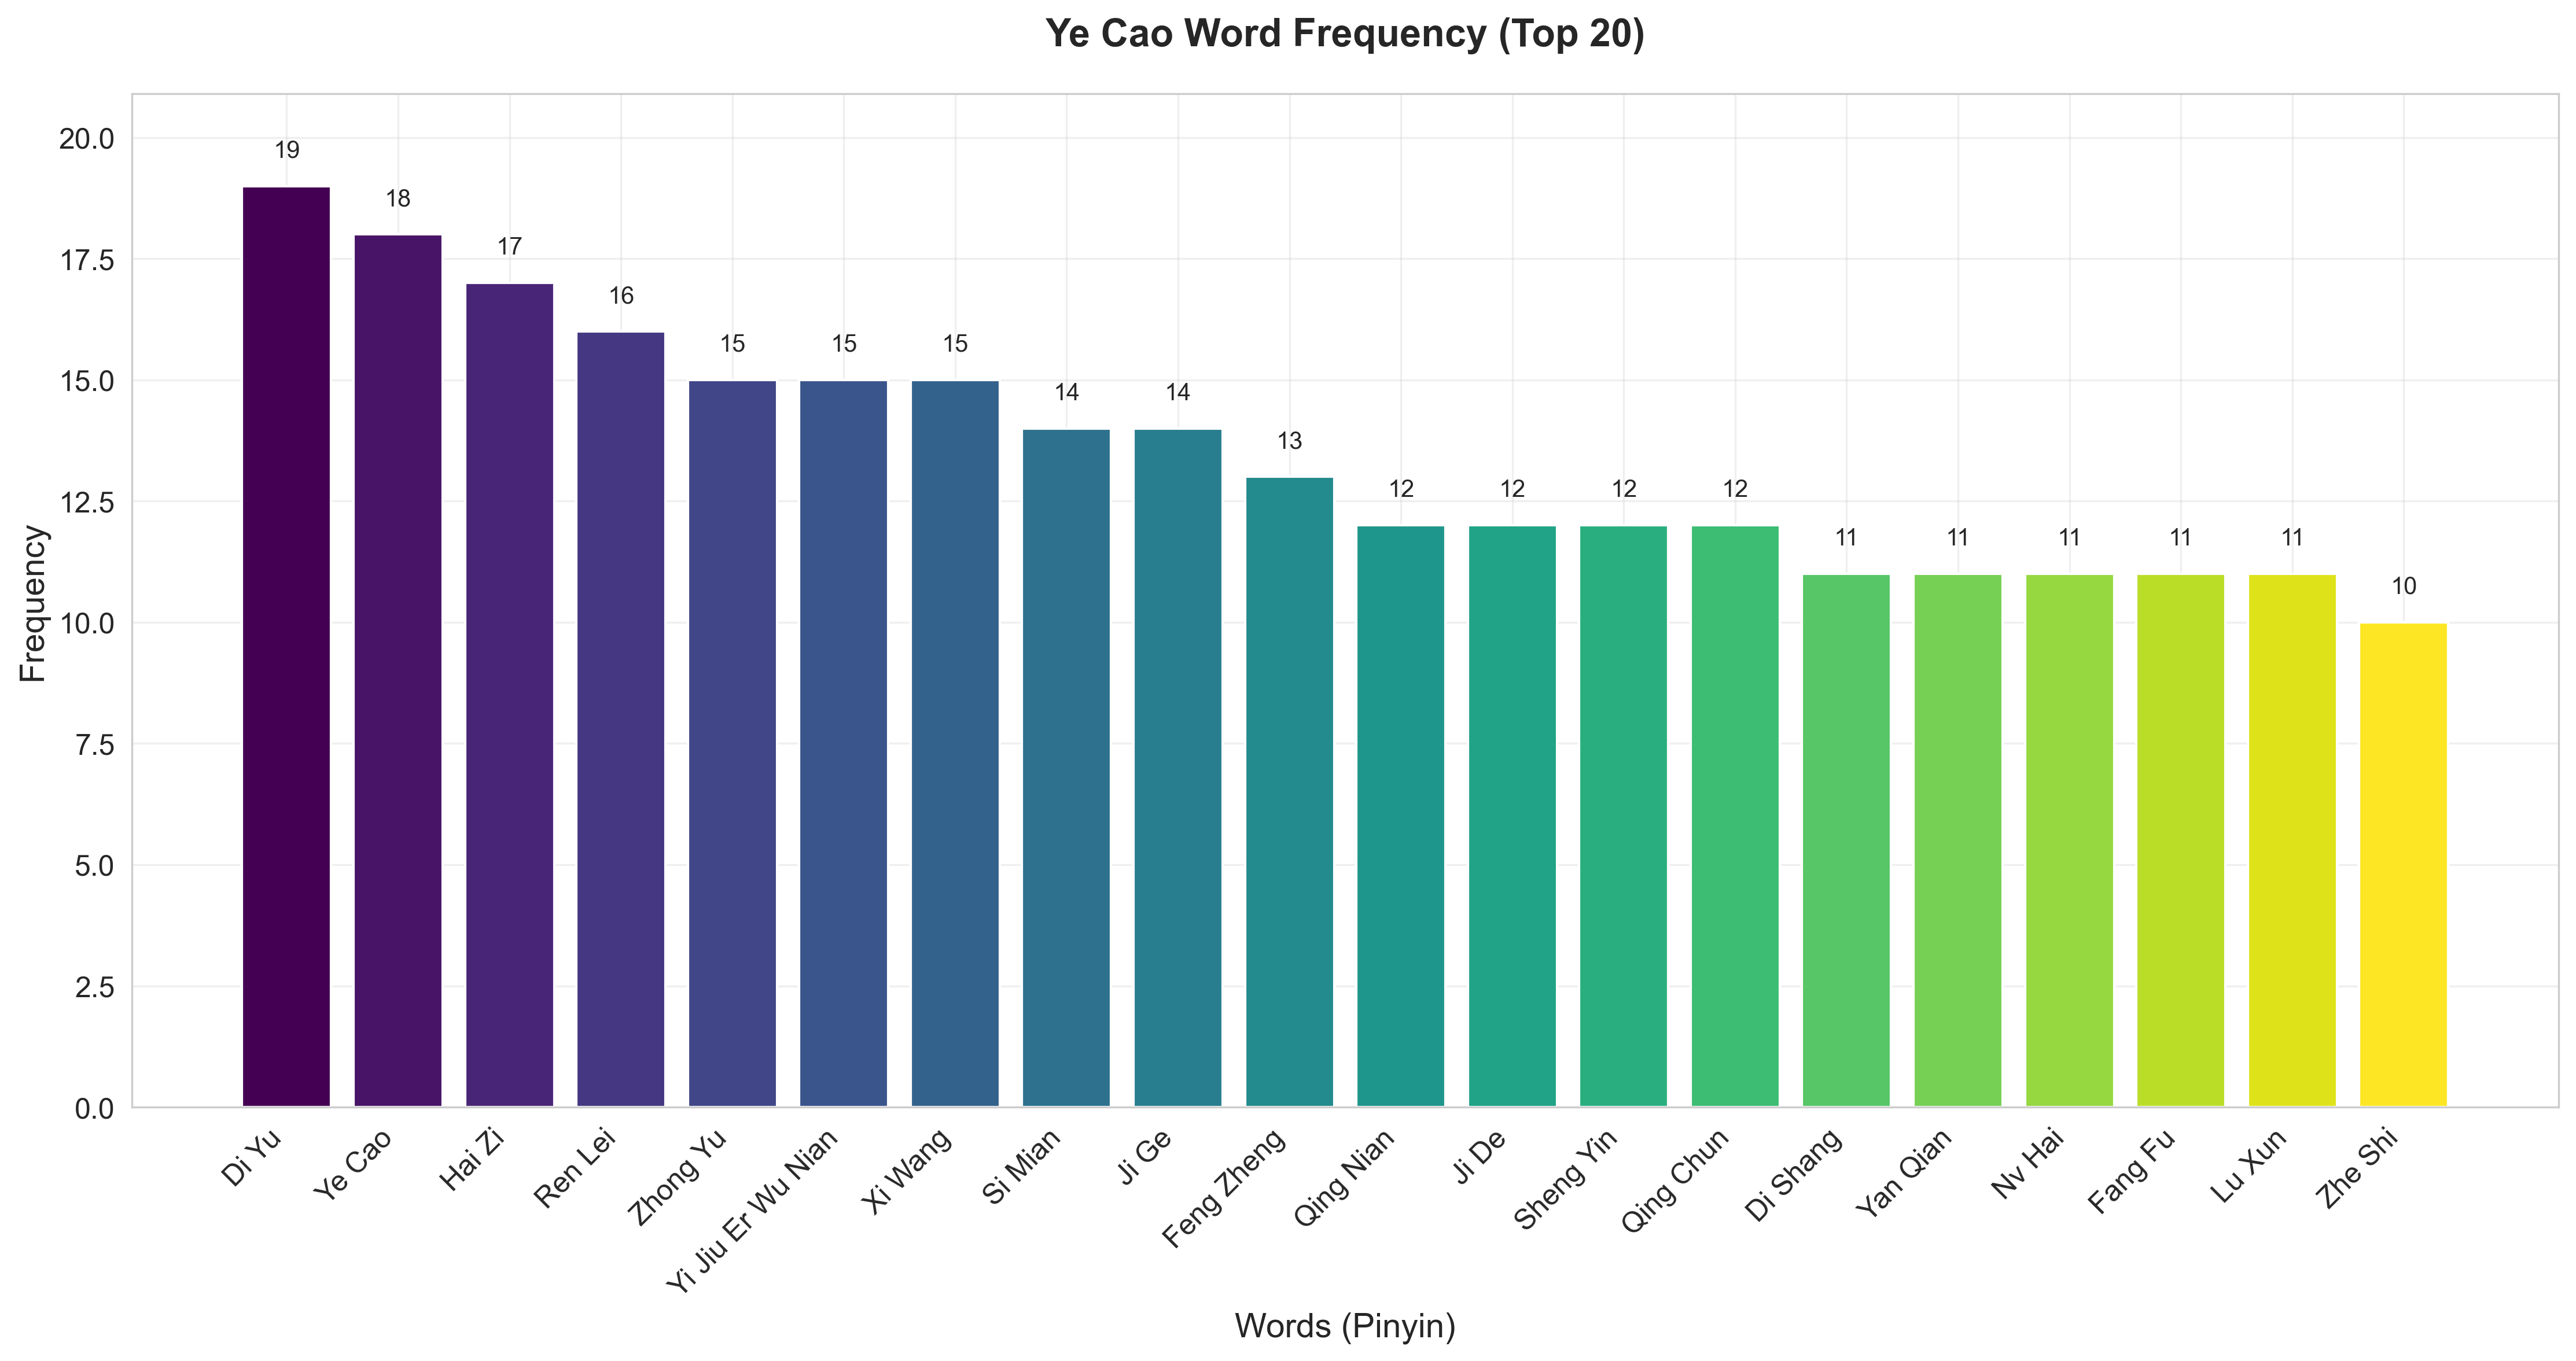 Ye Cao Word Frequency (Top 20)
20.0
17.5
15.0
12.5
10.0
7.5
5.0
2.5
0.0
Frequency
19
18
17
16
15
15
15
14
14
13
12
12
12
12
11
11
11
11
11
10
Di Yu
Ye Cao
Hai Zi
Ren Lei
Zhong Yu
Yi Jiu Er Wu Nian
Xi Wang
Si Mian
Ji Ge
Feng Zheng
Qing Nian
Ji De
Sheng Yin
Qing Chun
Di Shang
Yan Qian
Nv Hai
Fang Fu
Lu Xun
Zhe Shi
Words (Pinyin)